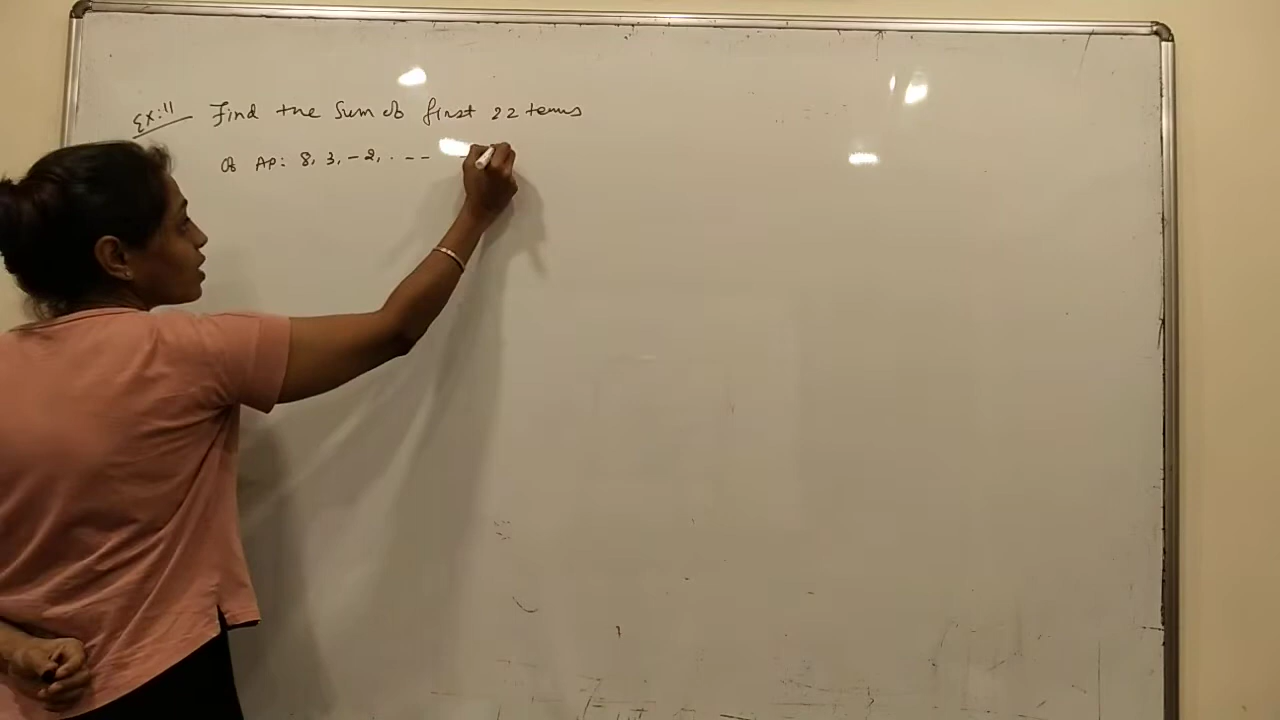 Ex:11 Find the Sum of first 22 terms
of AP: 8, 3, -2, . - -